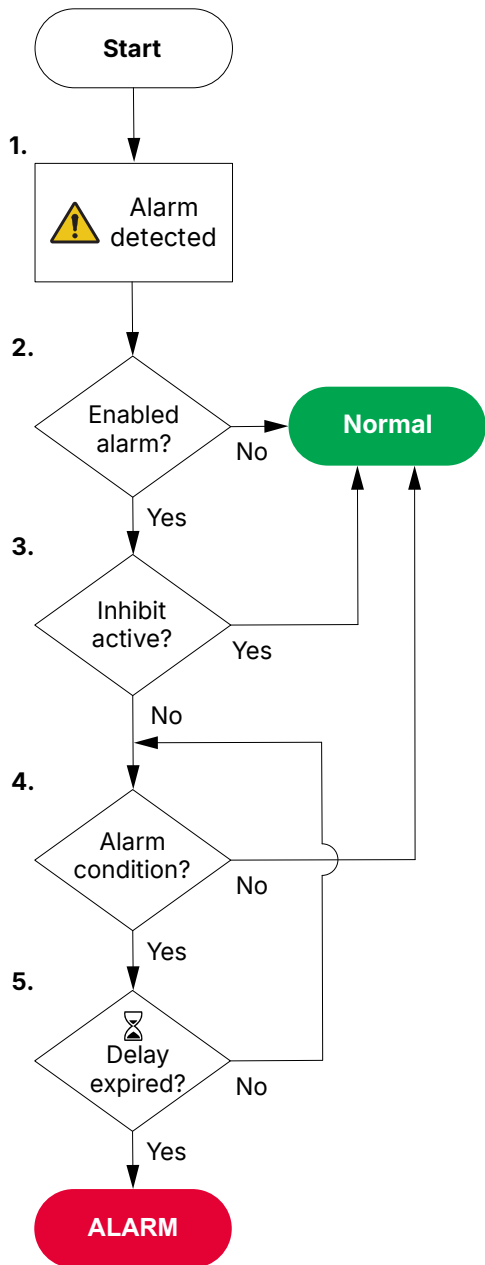 Start
1.
Alarm
detected
2.
Enabled
alarm?
No
Normal
Yes
3.
Inhibit
active?
Yes
No
4.
Alarm
condition?
No
Yes
5.
Delay
expired?
No
Yes
ALARM